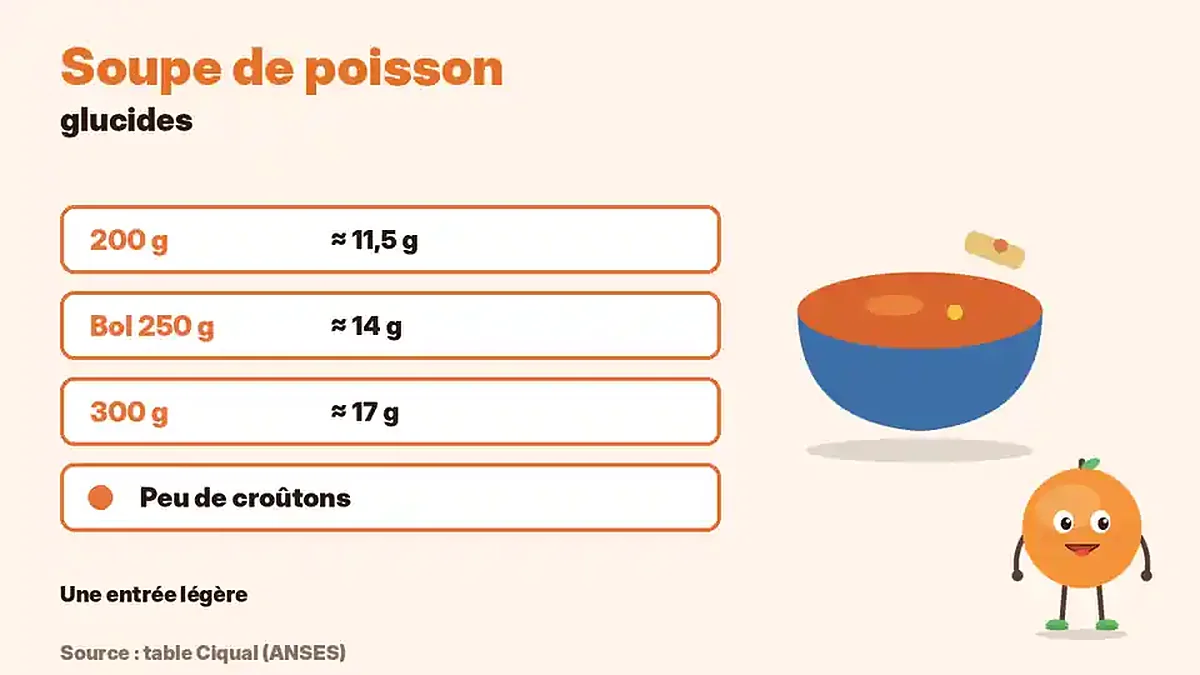 Soupe de poisson
glucides
200 g ≈ 11,5 g
Bol 250 g ≈ 14 g
300 g ≈ 17 g
Peu de croûtons
Une entrée légère
Source : table Ciqual (ANSES)